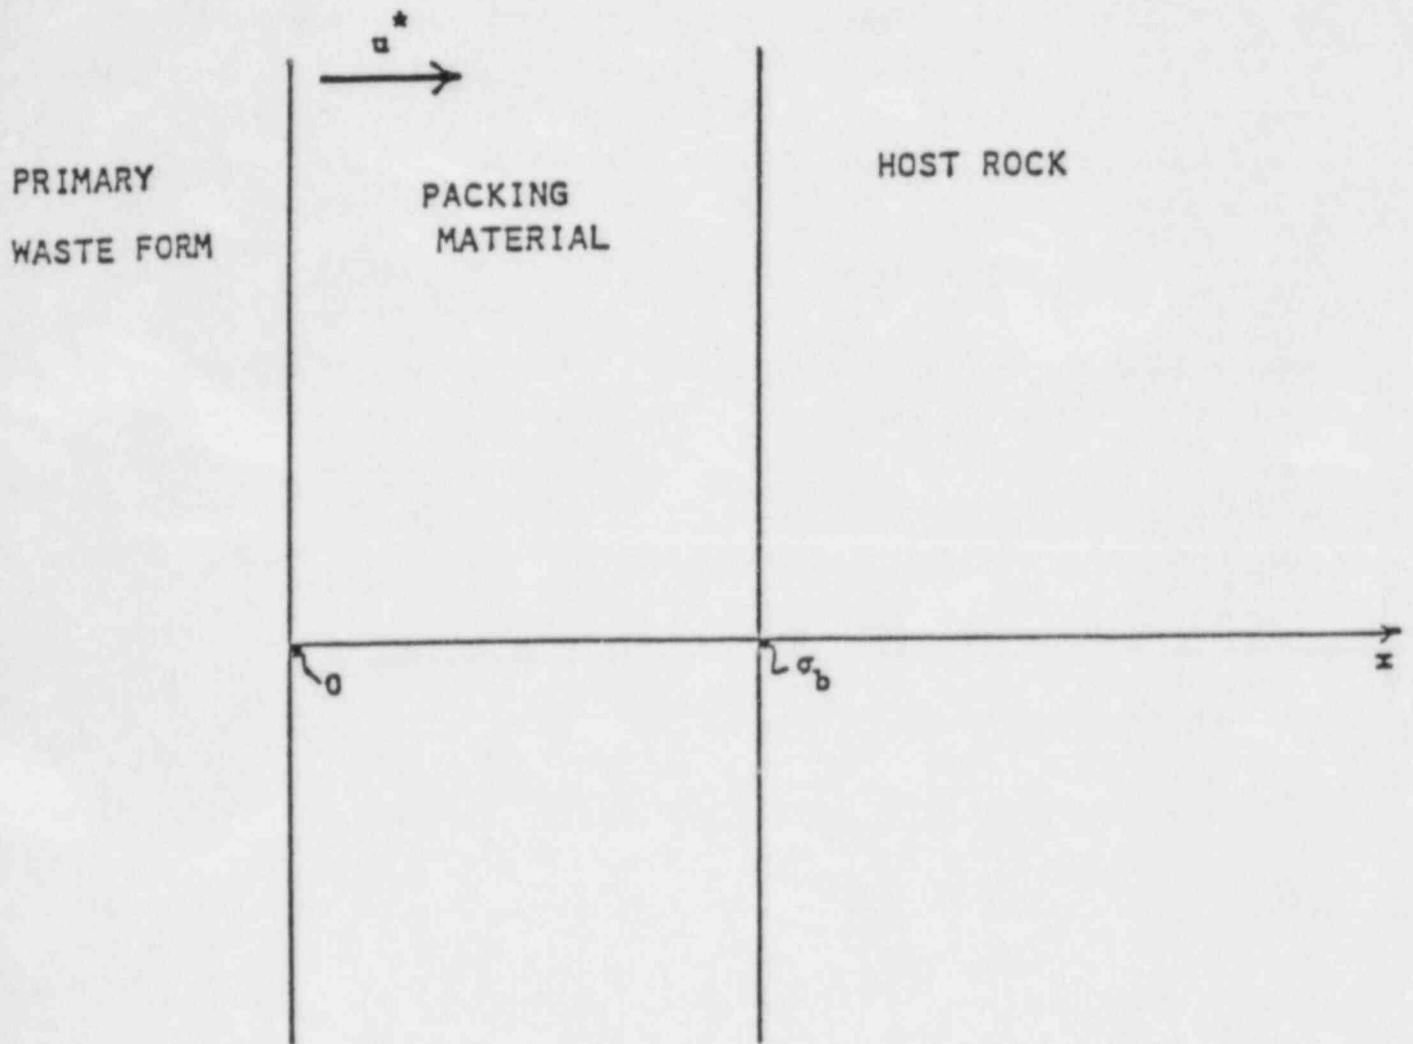 u*
PRIMARY
WASTE FORM
PACKING
MATERIAL
HOST ROCK
0
σb
x